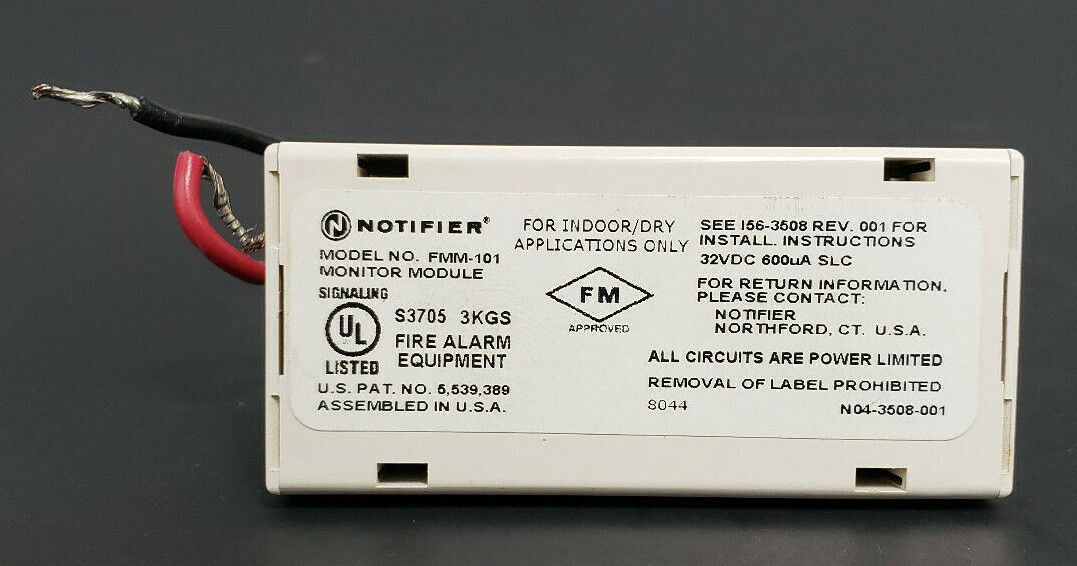 NOTIFIER®
MODEL NO. FMM-101
MONITOR MODULE
SIGNALING
UL
LISTED
S3705 3KGS
FIRE ALARM
EQUIPMENT
U.S. PAT. NO. 5,539,389
ASSEMBLED IN U.S.A.
FOR INDOOR/DRY
APPLICATIONS ONLY
FM
APPROVED
SEE I56-3508 REV. 001 FOR
INSTALL. INSTRUCTIONS
32VDC 600uA SLC
FOR RETURN INFORMATION,
PLEASE CONTACT:
NOTIFIER
NORTHFORD, CT. U.S.A.
ALL CIRCUITS ARE POWER LIMITED
REMOVAL OF LABEL PROHIBITED
8044 N04-3508-001